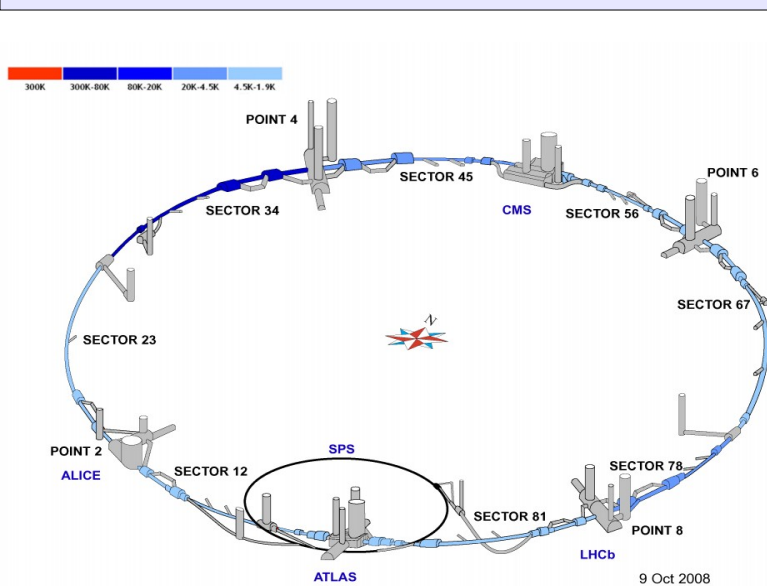 300K 300K-80K 80K-20K 20K-4.5K 4.5K-1.9K
POINT 4
SECTOR 45
POINT 6
SECTOR 34
CMS
SECTOR 56
SECTOR 67
N
SECTOR 23
SPS
POINT 2
ALICE
SECTOR 12
SECTOR 78
SECTOR 81
POINT 8
LHCb
ATLAS
9 Oct 2008